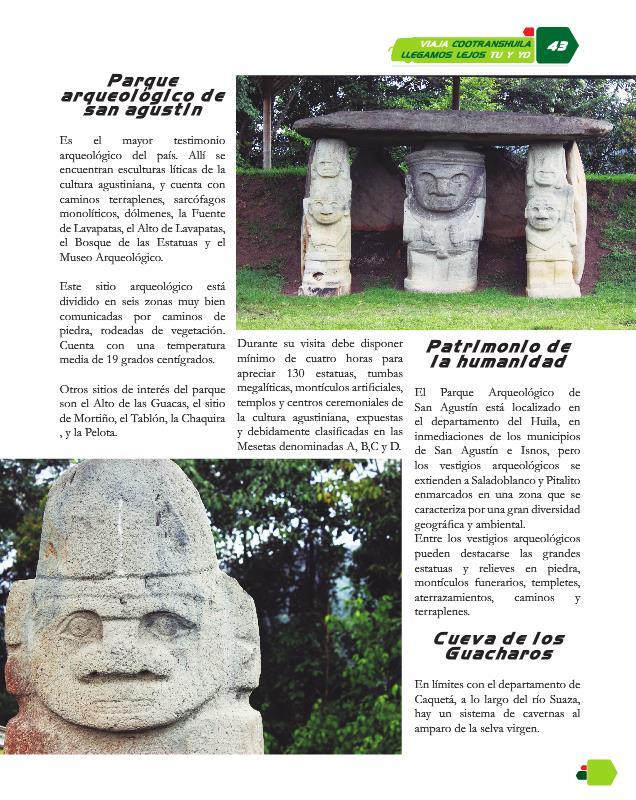 VIAJA COOTRANSHUILA
LLEGAMOS LEJOS TU Y YO
43
Parque
arqueológico de
san agustín
Es el mayor testimonio
arqueológico del país. Allí se
encuentran esculturas líticas de la
cultura agustiniana, y cuenta con
caminos terraplenes, sarcófagos
monolíticos, dólmenes, la Fuente
de Lavapatas, el Alto de Lavapatas,
el Bosque de las Estatuas y el
Museo Arqueológico.
Este sitio arqueológico está
dividido en seis zonas muy bien
comunicadas por caminos de
piedra, rodeadas de vegetación.
Cuenta con una temperatura
media de 19 grados centígrados.
Otros sitios de interés del parque
son el Alto de las Guacas, el sitio
de Mortiño, el Tablón, la Chaquira
, y la Pelota.
Durante su visita debe disponer
mínimo de cuatro horas para
apreciar 130 estatuas, tumbas
megalíticas, montículos artificiales,
templos y centros ceremoniales de
la cultura agustiniana, expuestas
y debidamente clasificadas en las
Mesetas denominadas A, B,C y D.
Patrimonio de
la humanidad
El Parque Arqueológico de
San Agustín está localizado en
el departamento del Huila, en
inmediaciones de los municipios
de San Agustín e Isnos, pero
los vestigios arqueológicos se
extienden a Saladoblanco y Pitalito
enmarcados en una zona que se
caracteriza por una gran diversidad
geográfica y ambiental.
Entre los vestigios arqueológicos
pueden destacarse las grandes
estatuas y relieves en piedra,
montículos funerarios, templetes,
aterrazamientos, caminos y
terraplenes.
Cueva de los
Guacharos
En límites con el departamento de
Caquetá, a lo largo del río Suaza,
hay un sistema de cavernas al
amparo de la selva virgen.